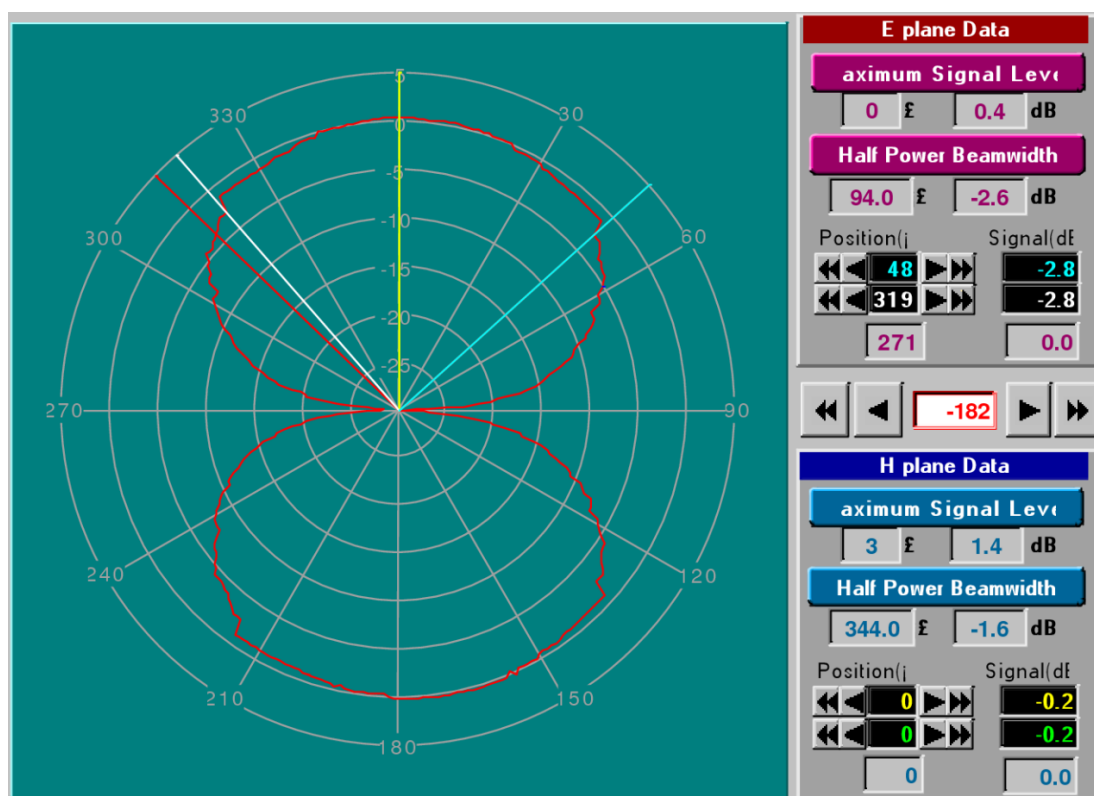 5
0
-5
-10
-15
-20
-25
30
60
90
120
150
180
210
240
270
300
330
E plane Data
aximum Signal Leve
0 £ 0.4 dB
Half Power Beamwidth
94.0 £ -2.6 dB
Position(¡ Signal(dE
48 -2.8
319 -2.8
271 0.0
-182
H plane Data
aximum Signal Leve
3 £ 1.4 dB
Half Power Beamwidth
344.0 £ -1.6 dB
Position(¡ Signal(dE
0 -0.2
0 -0.2
0 0.0